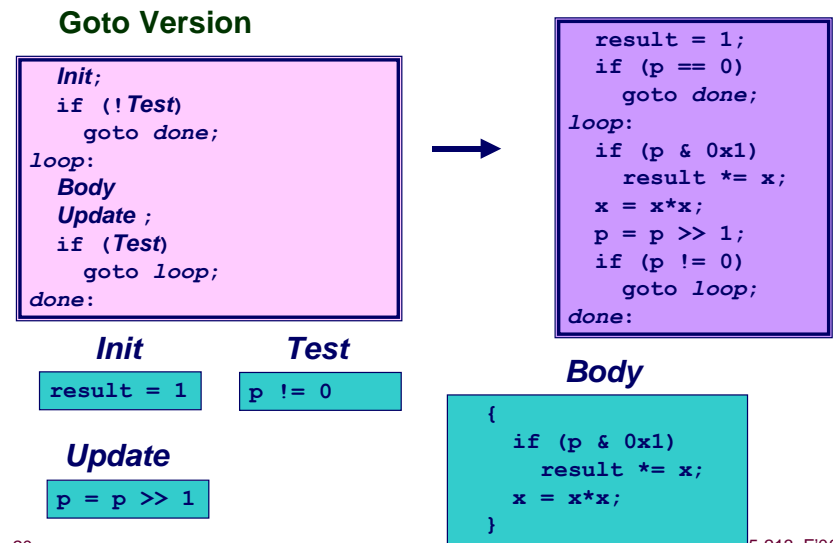 Goto Version
Init;
if (!Test)
goto done;
loop:
Body
Update ;
if (Test)
goto loop;
done:
result = 1;
if (p == 0)
goto done;
loop:
if (p & 0x1)
result *= x;
x = x*x;
p = p >> 1;
if (p != 0)
goto loop;
done:
Init
result = 1
Test
p != 0
Update
p = p >> 1
Body
{
if (p & 0x1)
result *= x;
x = x*x;
}